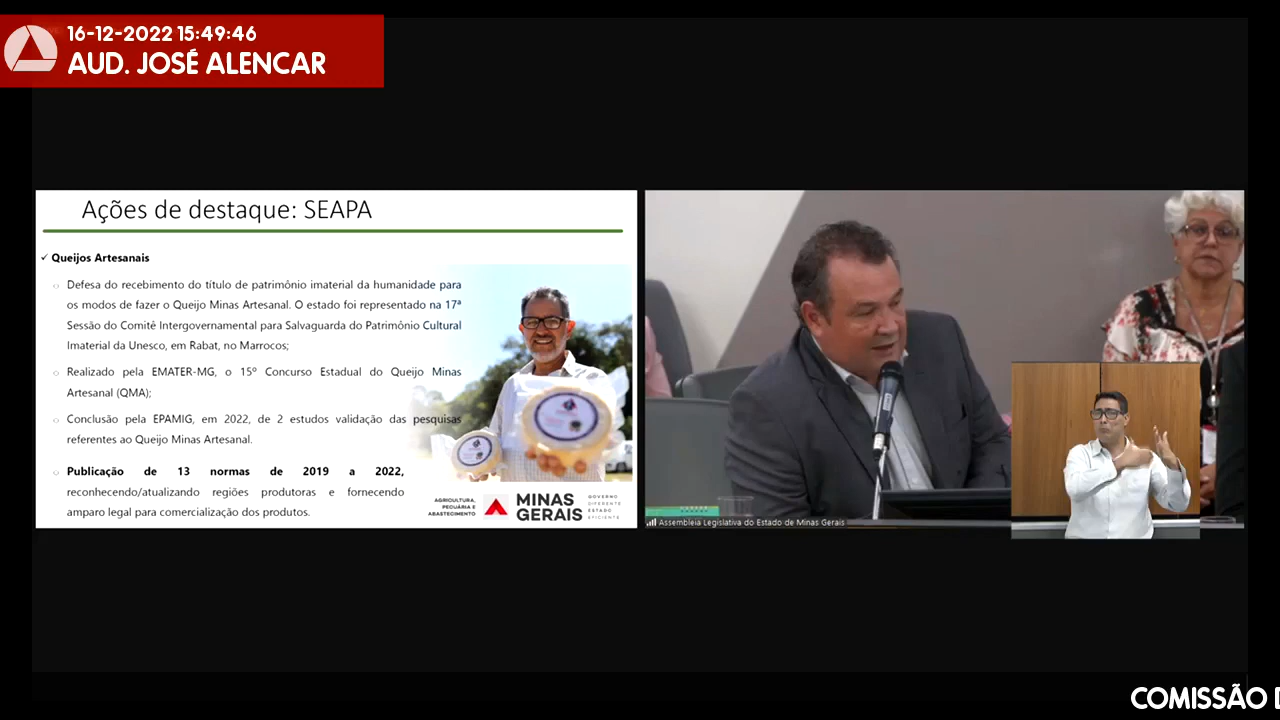 16-12-2022 15:49:46
AUD. JOSÉ ALENCAR
Ações de destaque: SEAPA
✓ Queijos Artesanais
Defesa do recebimento do título de patrimônio imaterial da humanidade para
os modos de fazer o Queijo Minas Artesanal. O estado foi representado na 17ª
Sessão do Comitê Intergovernamental para Salvaguarda do Patrimônio Cultural
Imaterial da Unesco, em Rabat, no Marrocos;
Realizado pela EMATER-MG, o 15º Concurso Estadual do Queijo Minas
Artesanal (QMA);
Conclusão pela EPAMIG, em 2022, de 2 estudos validação das pesquisas
referentes ao Queijo Minas Artesanal.
Publicação de 13 normas de 2019 a 2022,
reconhecendo/atualizando regiões produtoras e fornecendo
amparo legal para comercialização dos produtos.
AGRICULTURA,
PECUÁRIA E
ABASTECIMENTO
MINAS
GERAIS
GOVERNO
DIFERENTE
ESTADO
EFICIENTE
Assembleia Legislativa do Estado de Minas Gerais
COMISSÃO